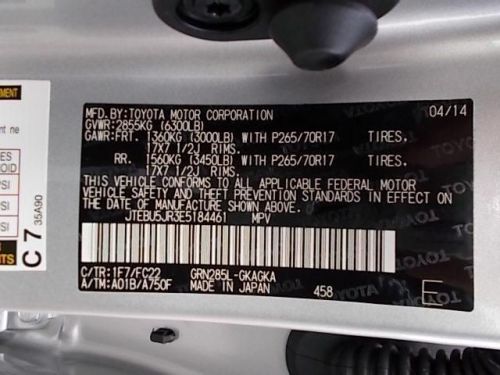 MFD. BY: TOYOTA MOTOR CORPORATION 04/14
GVWR: 2855KG (6300LB)
GAWR: FRT. 1360KG (3000LB) WITH P265/70R17 TIRES.
17X7 1/2J RIMS.
RR. 1560KG (3450LB) WITH P265/70R17 TIRES.
17X7 1/2J RIMS.
THIS VEHICLE CONFORMS TO ALL APPLICABLE FEDERAL MOTOR
VEHICLE SAFETY AND THEFT PREVENTION STANDARDS IN EFFECT ON
THE DATE OF MANUFACTURE SHOWN ABOVE.
JTEBU5JR3E5184461 MPV
C/TR: 1F7/FC22 GRN285L-GKAGKA
A/TM: A01B/A750F MADE IN JAPAN 458 E
C 7 35A90